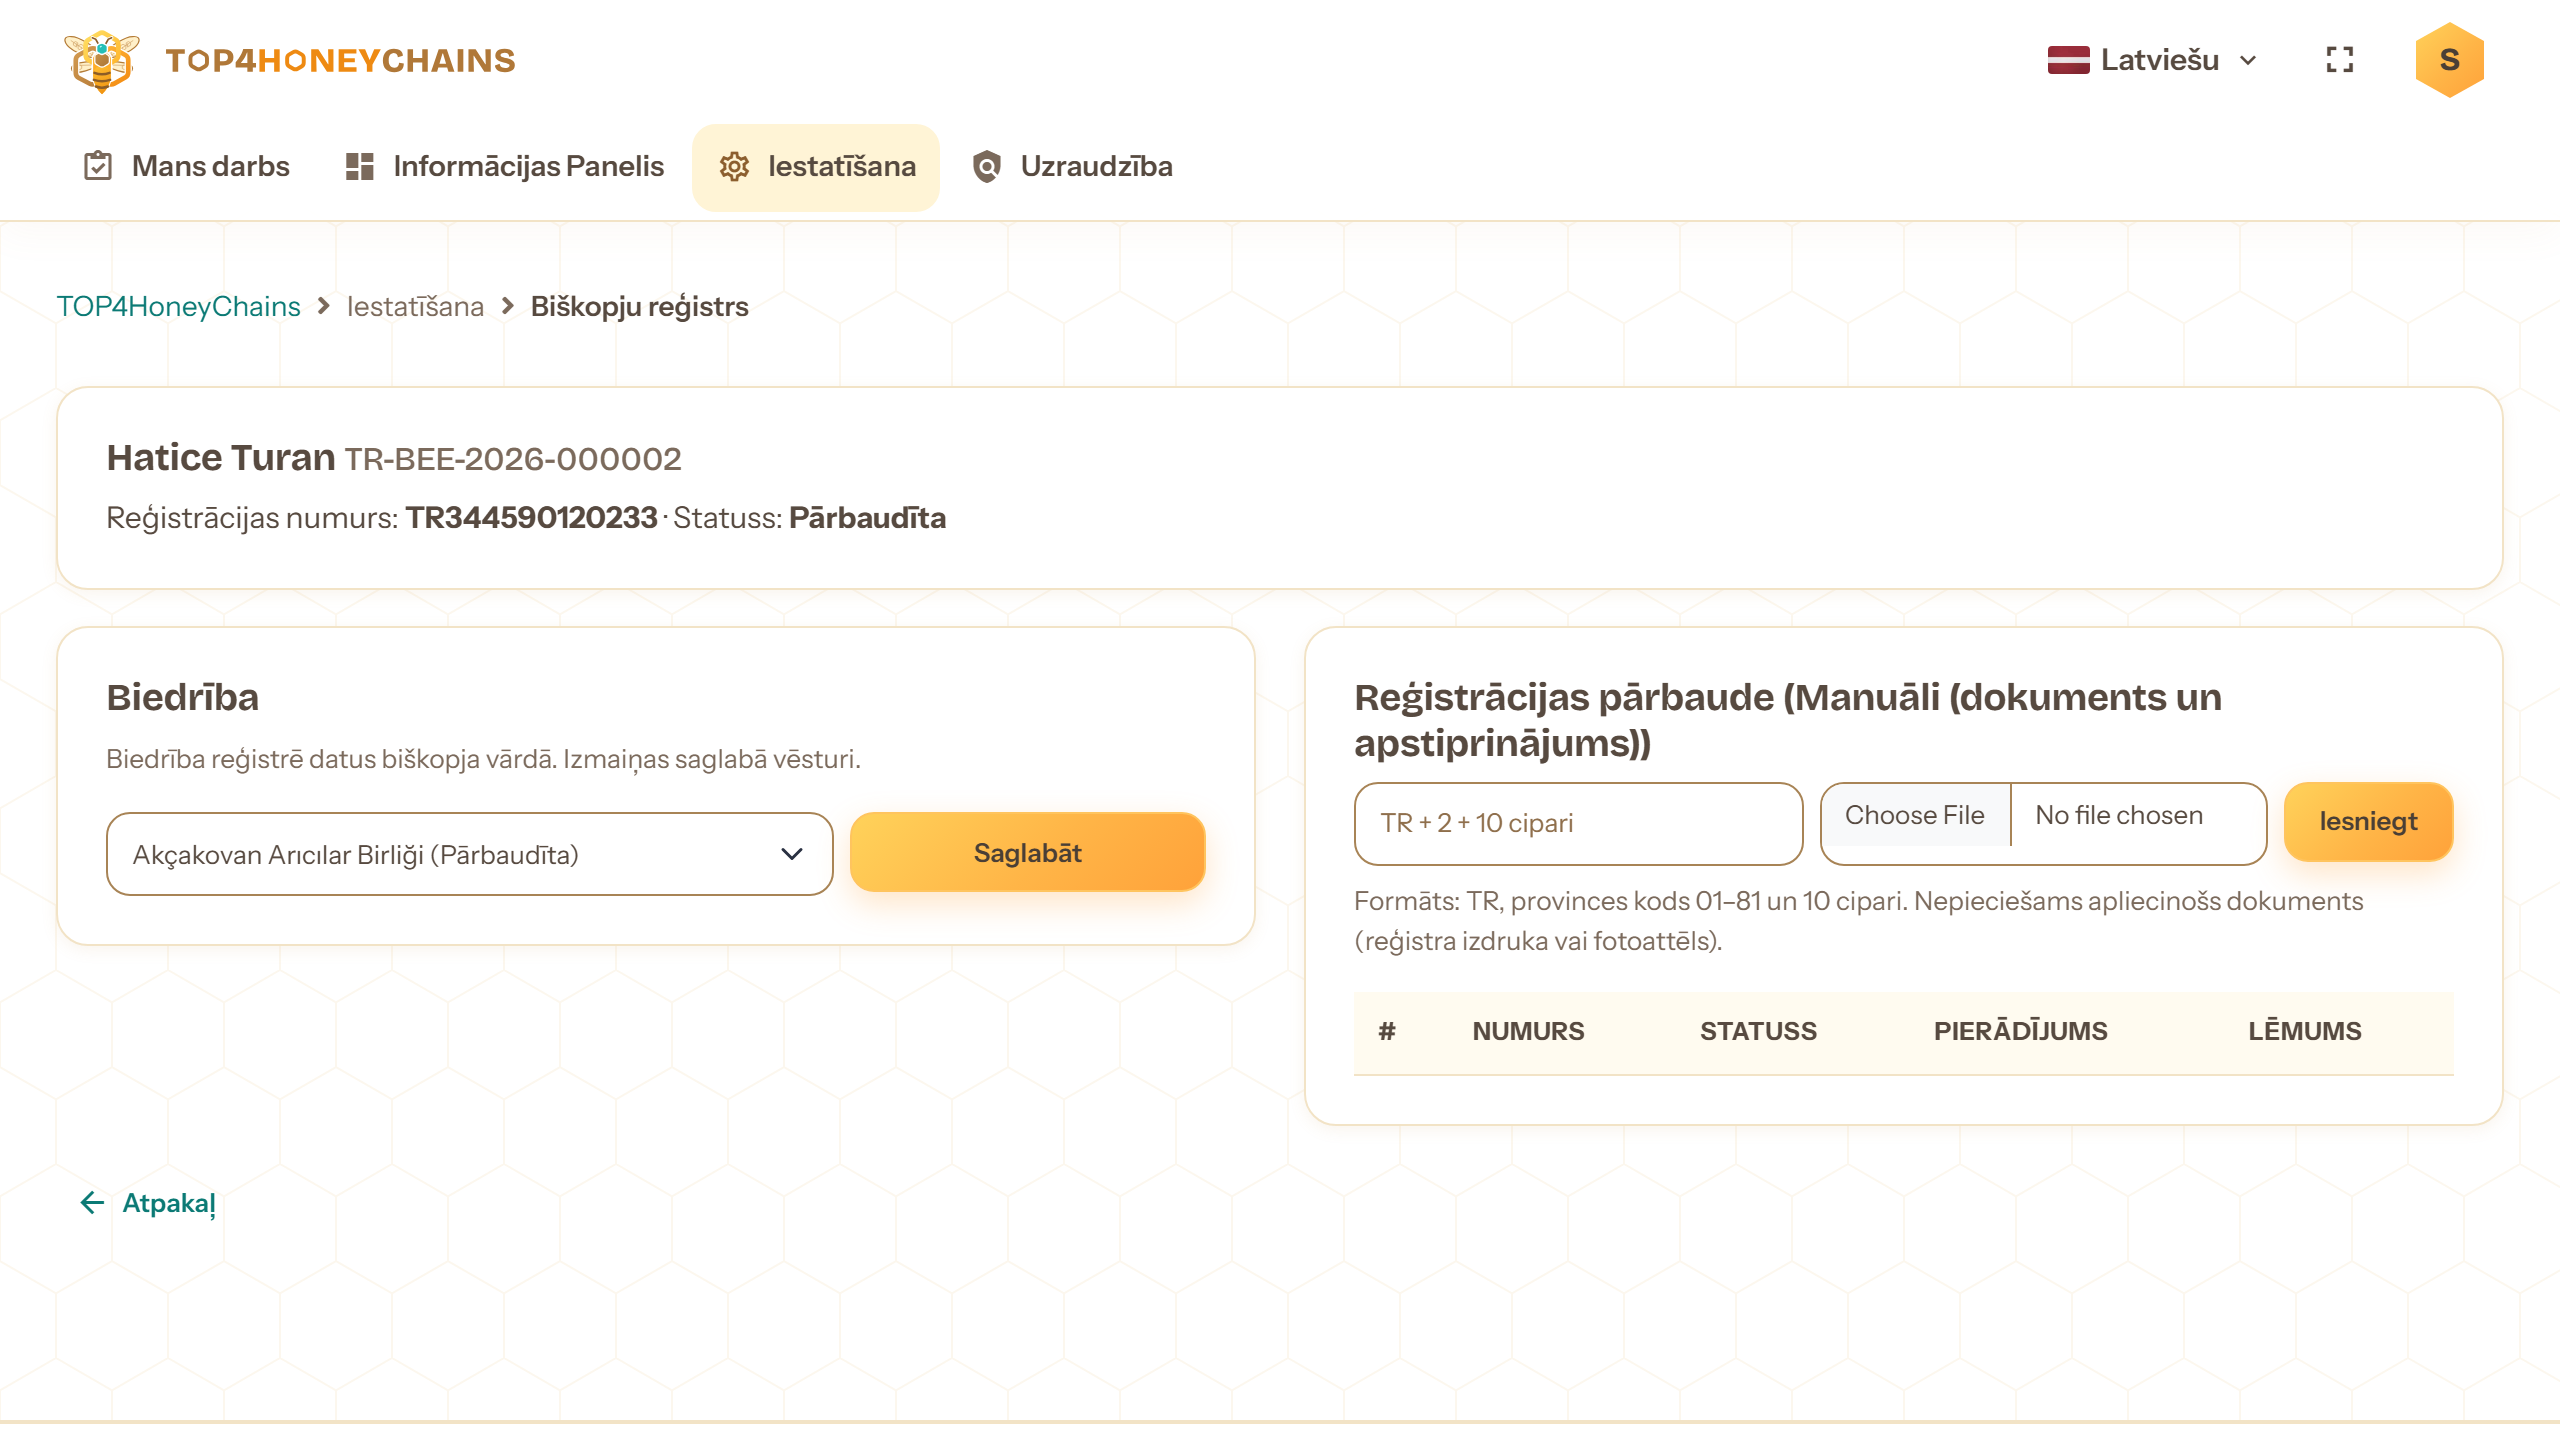 TOP4HONEYCHAINS
Latviešu
S
Mans darbs
Informācijas Panelis
Iestatīšana
Uzraudzība
TOP4HoneyChains > Iestatīšana > Biškopju reģistrs
Hatice Turan TR-BEE-2026-000002
Reģistrācijas numurs: TR344590120233 · Statuss: Pārbaudīta
Biedrība
Biedrība reģistrē datus biškopja vārdā. Izmaiņas saglabā vēsturi.
Akçakovan Arıcılar Birliği (Pārbaudīta)
Saglabāt
Reģistrācijas pārbaude (Manuāli (dokuments un
apstiprinājums))
TR + 2 + 10 cipari
Choose File
No file chosen
Iesniegt
Formāts: TR, provinces kods 01–81 un 10 cipari. Nepieciešams apliecinošs dokuments
(reģistra izdruka vai fotoattēls).
# NUMURS STATUSS PIERĀDĪJUMS LĒMUMS
Atpakaļ